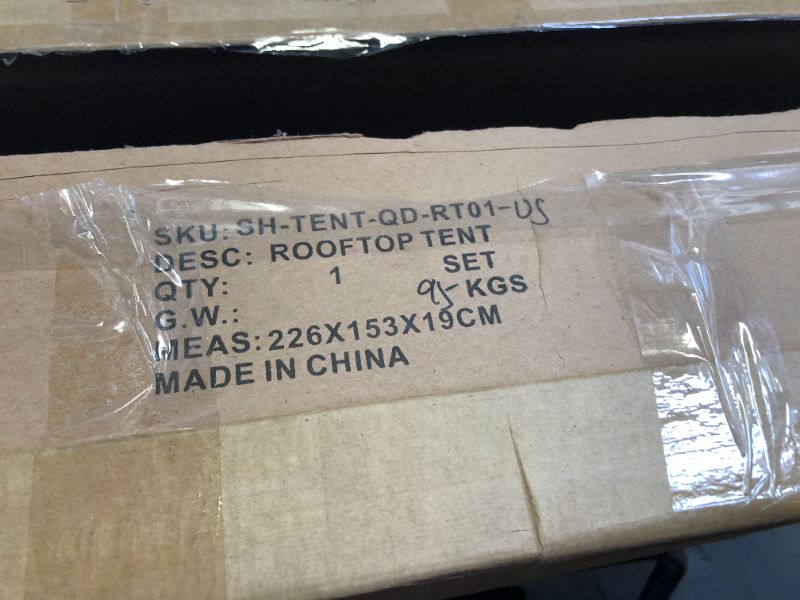 SKU: SH-TENT-QD-RT01-US
DESC: ROOFTOP TENT
QTY: 1 SET
G.W.: 95 KGS
MEAS: 226X153X19CM
MADE IN CHINA